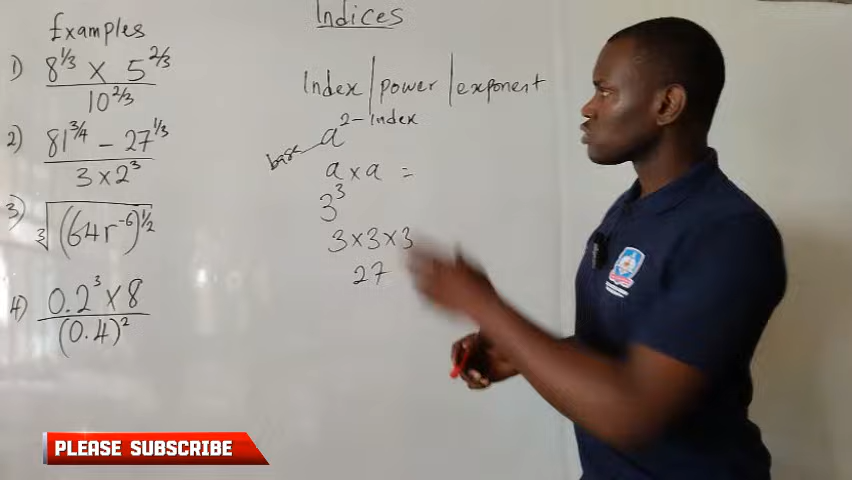 Examples
1) 8^{1/3} × 5^{2/3} / 10^{2/3}
2) 81^{3/4} - 27^{1/3} / 3 × 2^3
3) ∛(64r^{-6})^{1/2}
4) 0.2^3 × 8 / (0.4)^2
Indices
Index/power/exponent
a^2 - Index
base
a × a =
3^3
3×3×3
27
PLEASE SUBSCRIBE